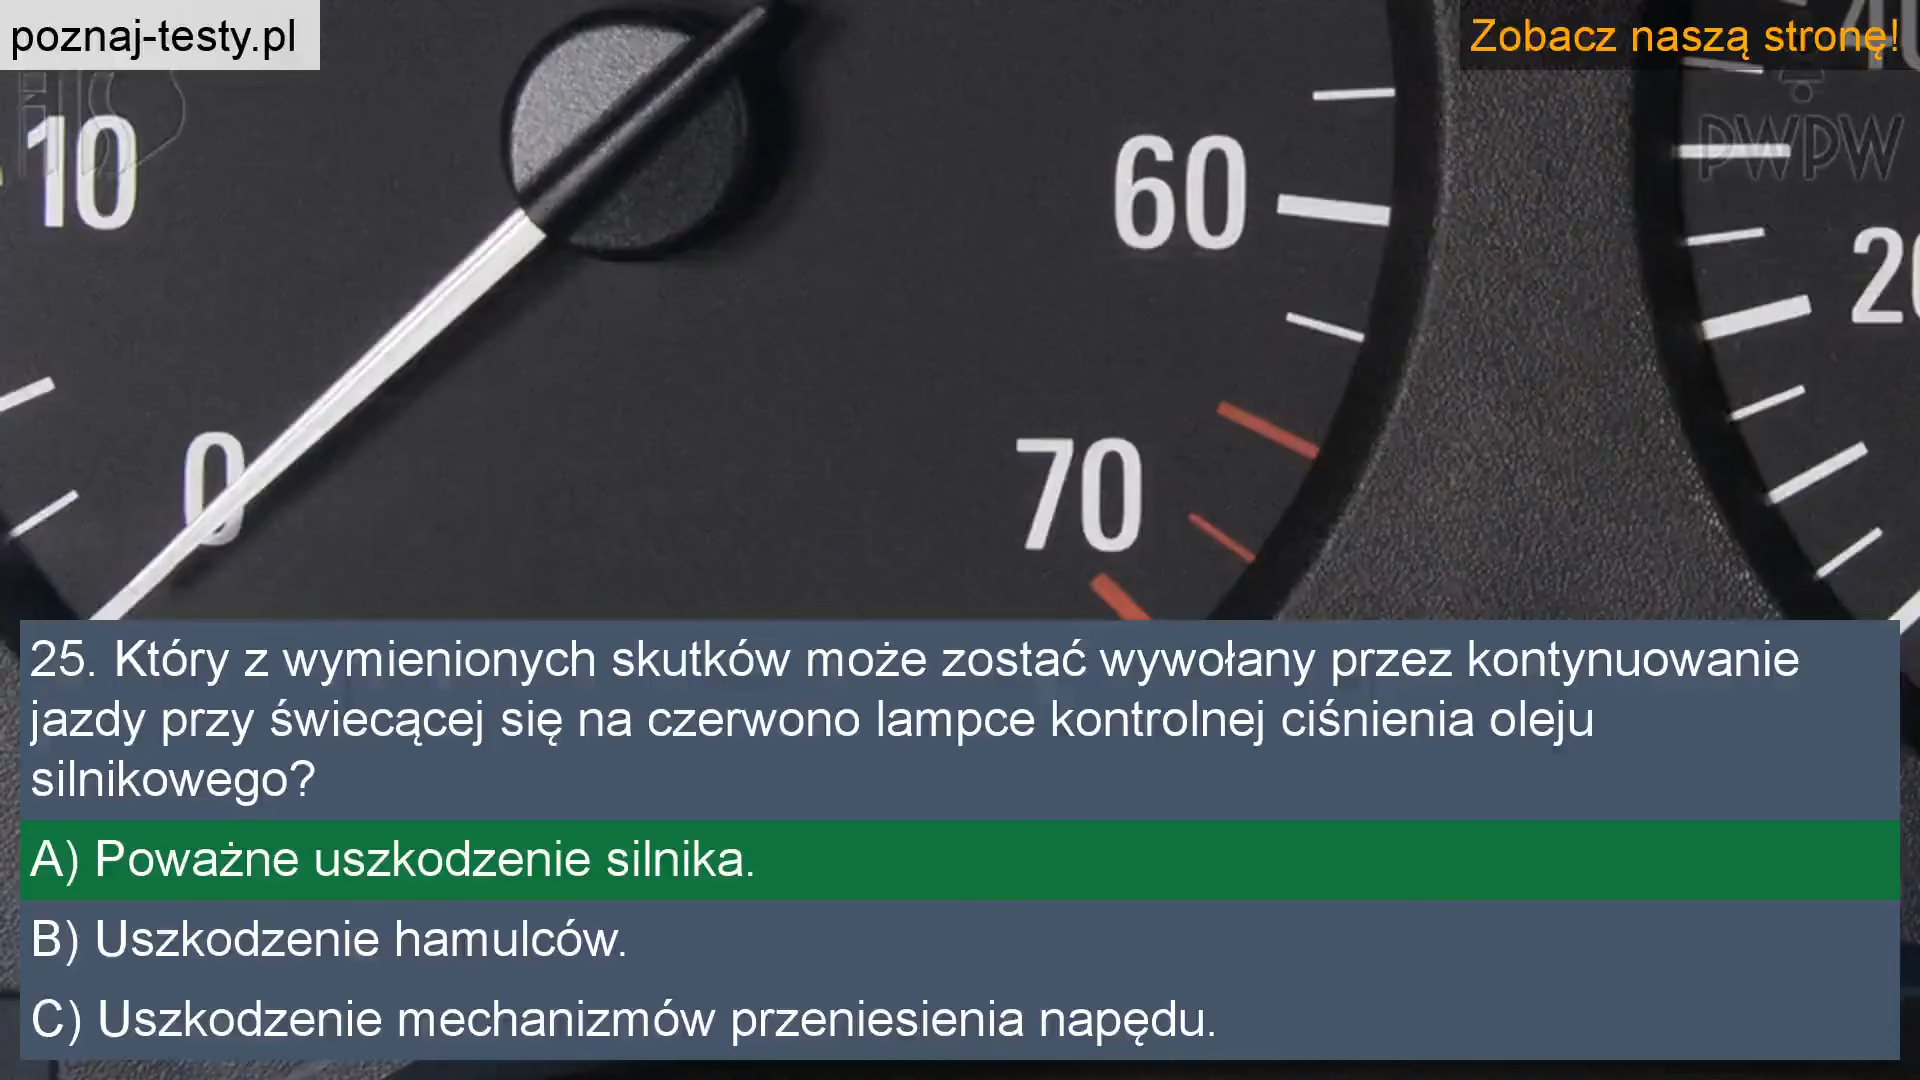 poznaj-testy.pl
Zobacz naszą stronę!
10
60
PWPW
20
0
70
25. Który z wymienionych skutków może zostać wywołany przez kontynuowanie
jazdy przy świecącej się na czerwono lampce kontrolnej ciśnienia oleju
silnikowego?
A) Poważne uszkodzenie silnika.
B) Uszkodzenie hamulców.
C) Uszkodzenie mechanizmów przeniesienia napędu.